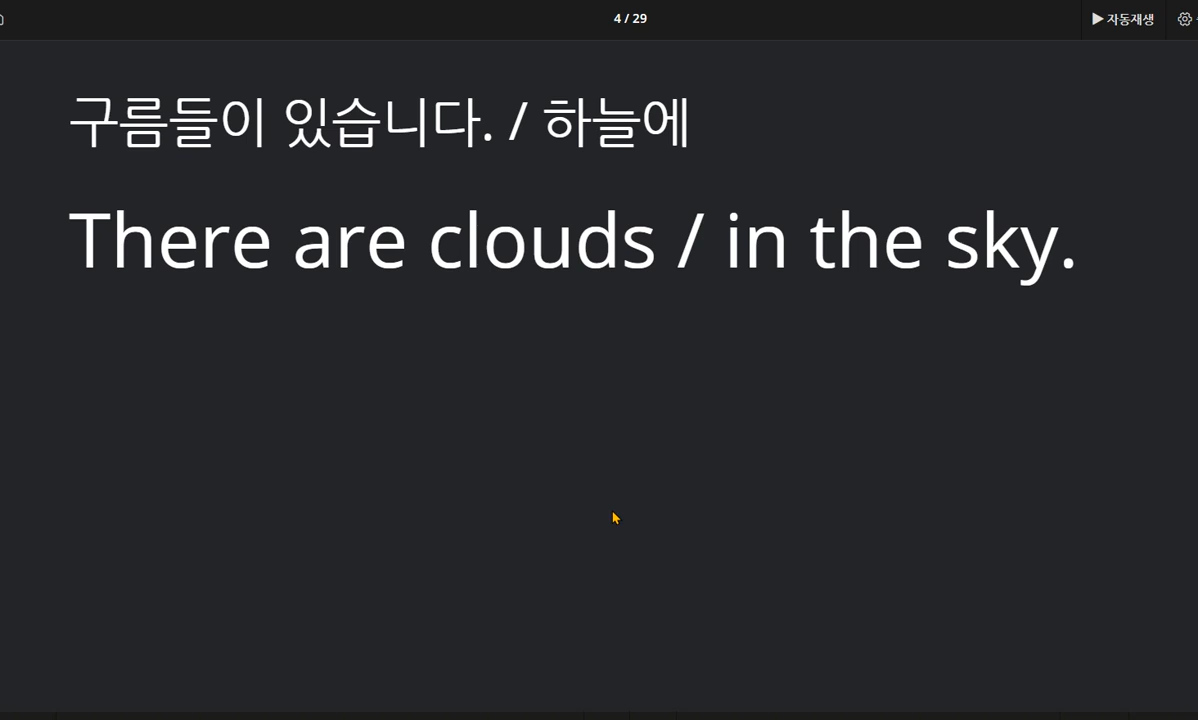 4 / 29
▶ 자동재생
구름들이 있습니다. / 하늘에
There are clouds / in the sky.